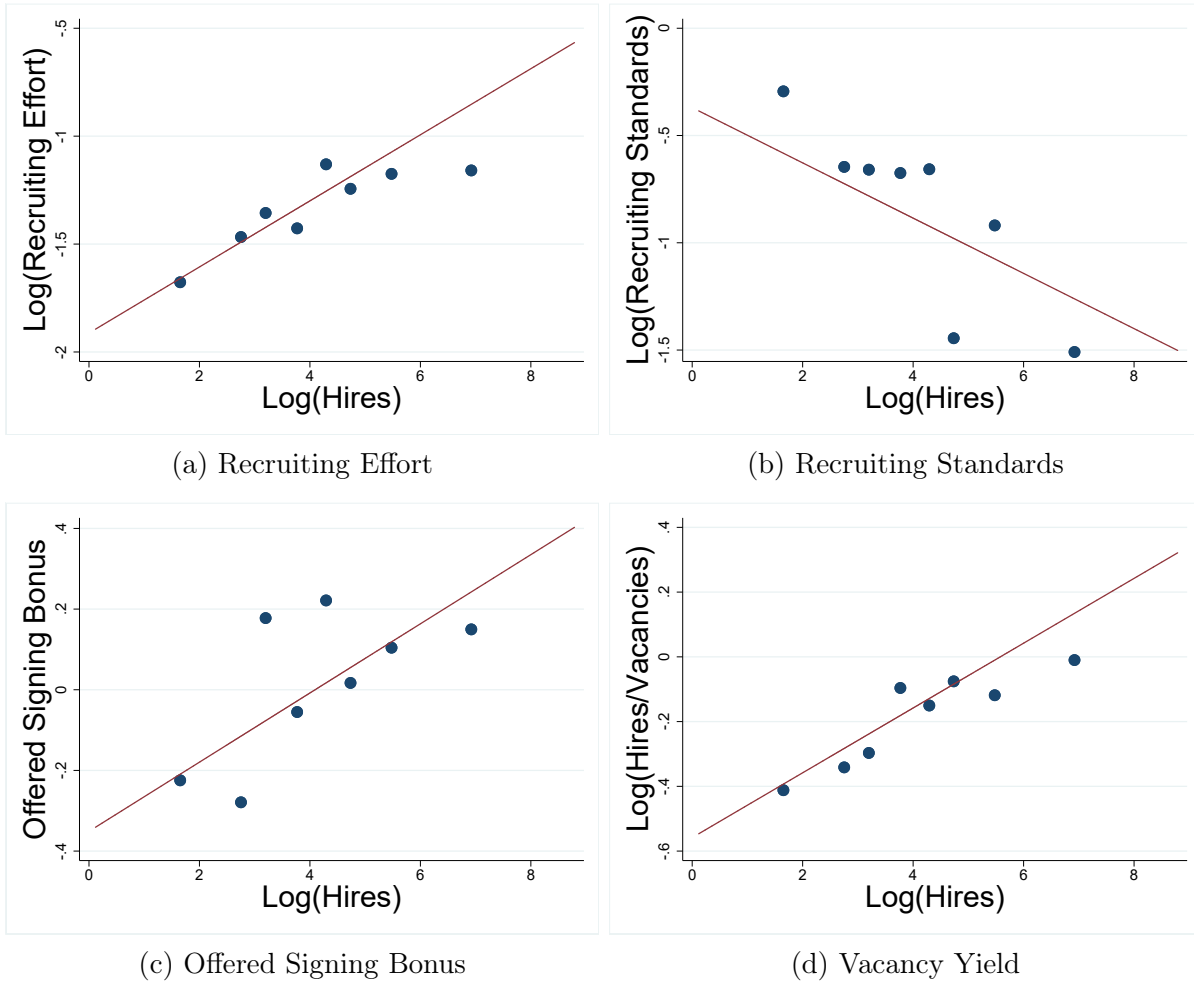 Log(Recruiting Effort)
-.5
-1
-1.5
-2
0 2 4 6 8
Log(Hires)
(a) Recruiting Effort
Log(Recruiting Standards)
0
-.5
-1
-1.5
0 2 4 6 8
Log(Hires)
(b) Recruiting Standards
Offered Signing Bonus
.4
.2
0
-.2
-.4
0 2 4 6 8
Log(Hires)
(c) Offered Signing Bonus
Log(Hires/Vacancies)
.4
.2
0
-.2
-.4
-.6
0 2 4 6 8
Log(Hires)
(d) Vacancy Yield